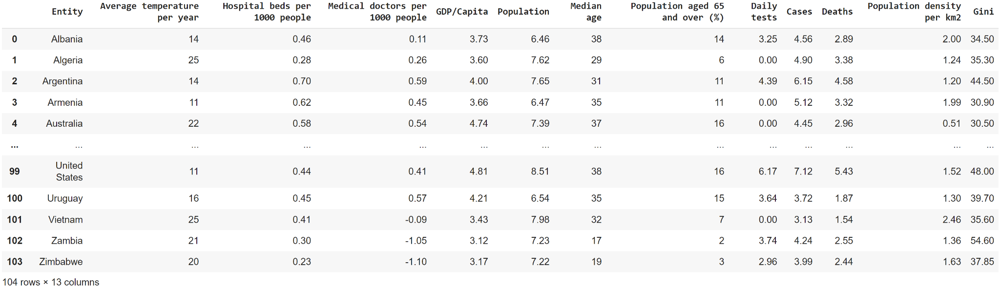 Entity Average temperature per year Hospital beds per 1000 people Medical doctors per 1000 people GDP/Capita Population Median age Population aged 65 and over (%) Daily tests Cases Deaths Population density per km2 Gini
0 Albania 14 0.46 0.11 3.73 6.46 38 14 3.25 4.56 2.89 2.00 34.50
1 Algeria 25 0.28 0.26 3.60 7.62 29 6 0.00 4.90 3.38 1.24 35.30
2 Argentina 14 0.70 0.59 4.00 7.65 31 11 4.39 6.15 4.58 1.20 44.50
3 Armenia 11 0.62 0.45 3.66 6.47 35 11 0.00 5.12 3.32 1.99 30.90
4 Australia 22 0.58 0.54 4.74 7.39 37 16 0.00 4.45 2.96 0.51 30.50
... ... ... ... ... ... ... ... ... ... ... ... ... ...
99 United States 11 0.44 0.41 4.81 8.51 38 16 6.17 7.12 5.43 1.52 48.00
100 Uruguay 16 0.45 0.57 4.21 6.54 35 15 3.64 3.72 1.87 1.30 39.70
101 Vietnam 25 0.41 -0.09 3.43 7.98 32 7 0.00 3.13 1.54 2.46 35.60
102 Zambia 21 0.30 -1.05 3.12 7.23 17 2 3.74 4.24 2.55 1.36 54.60
103 Zimbabwe 20 0.23 -1.10 3.17 7.22 19 3 2.96 3.99 2.44 1.63 37.85
104 rows × 13 columns